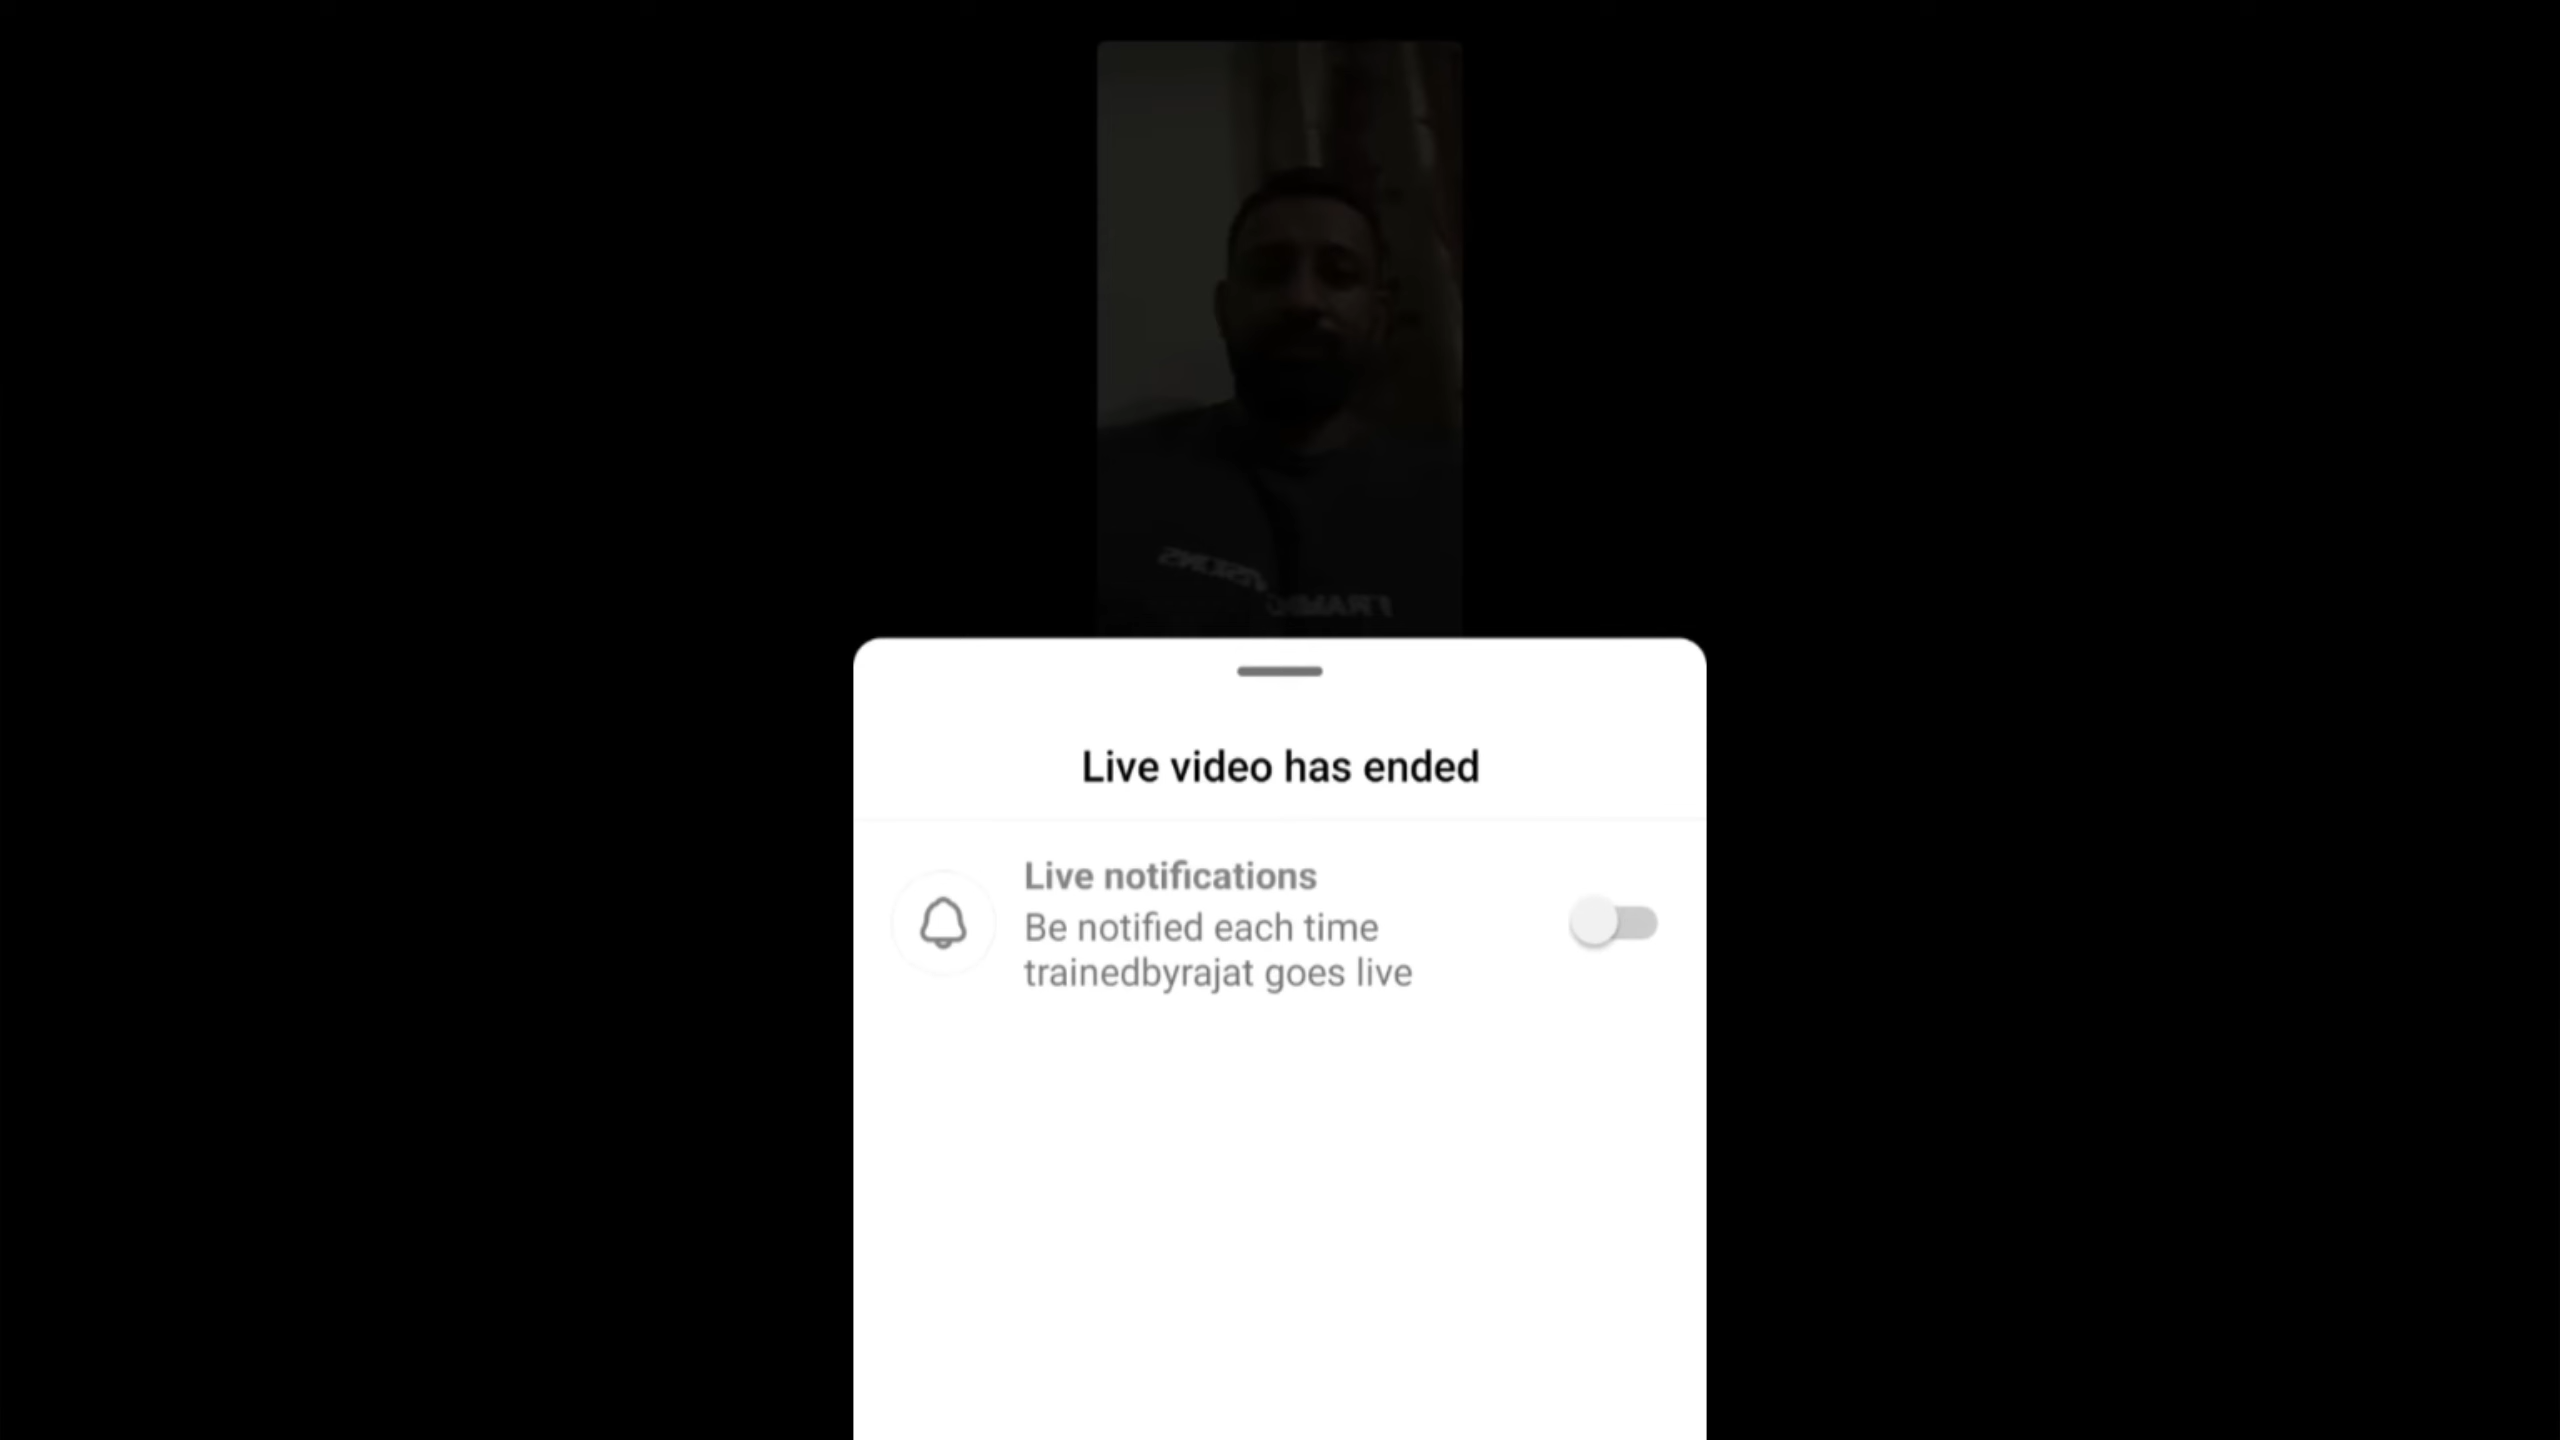 Live video has ended
Live notifications
Be notified each time
trainedbyrajat goes live